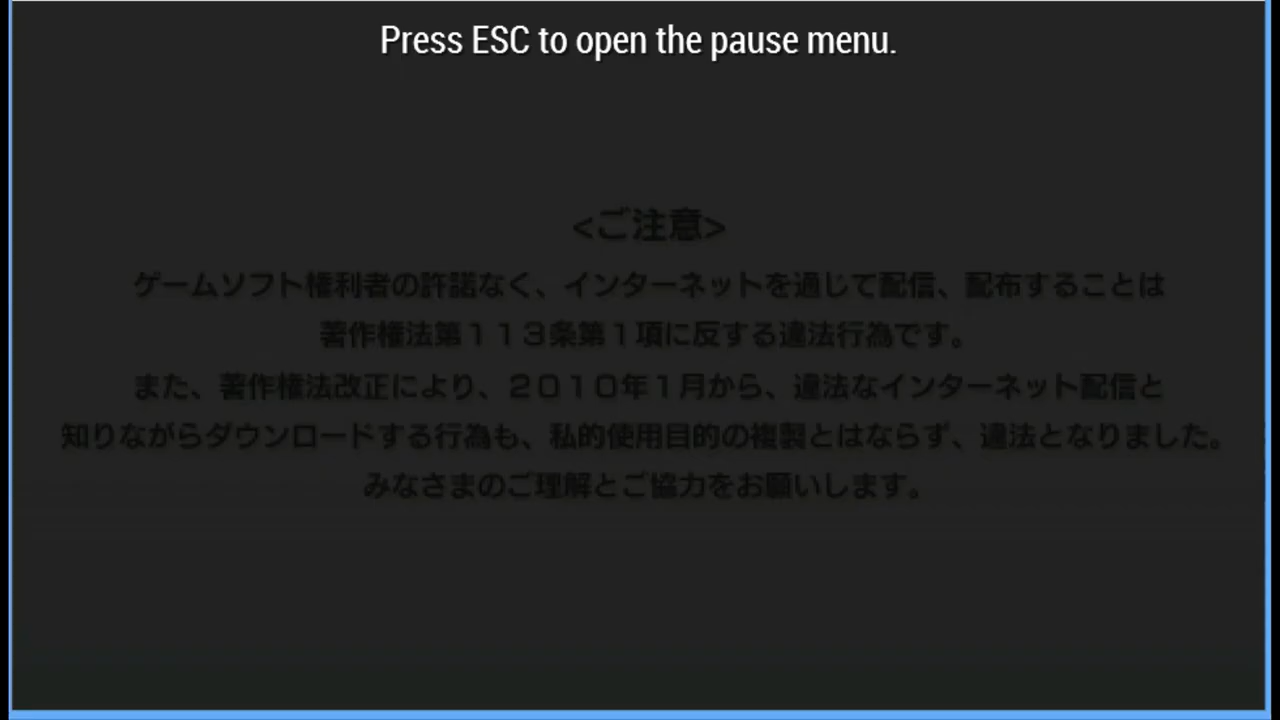 Press ESC to open the pause menu.
<ご注意>
ゲームソフト権利者の許諾なく、インターネットを通じて配信、配布することは
著作権法第１１３条第１項に反する違法行為です。
また、著作権法改正により、２０１０年１月から、違法なインターネット配信と
知りながらダウンロードする行為も、私的使用目的の複製とはならず、違法となりました。
みなさまのご理解とご協力をお願いします。